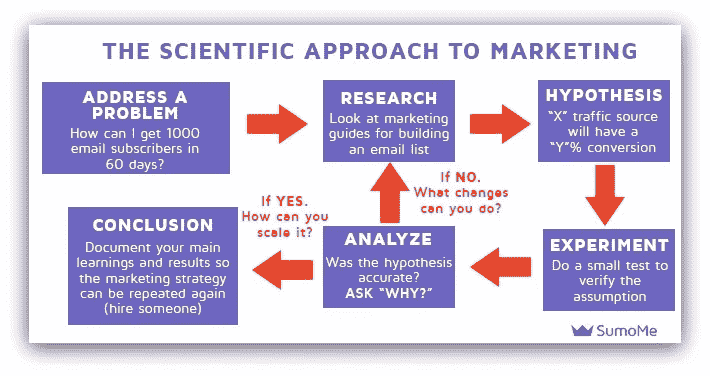 THE SCIENTIFIC APPROACH TO MARKETING
ADDRESS A
PROBLEM
How can I get 1000
email subscribers in
60 days?
RESEARCH
Look at marketing
guides for building
an email list
HYPOTHESIS
“X” traffic source
will have a
“Y”% conversion
EXPERIMENT
Do a small test to
verify the
assumption
ANALYZE
Was the hypothesis
accurate?
ASK “WHY?”
If NO.
What changes
can you do?
If YES.
How can you
scale it?
CONCLUSION
Document your main
learnings and results so
the marketing strategy
can be repeated again
(hire someone)
SumoMe